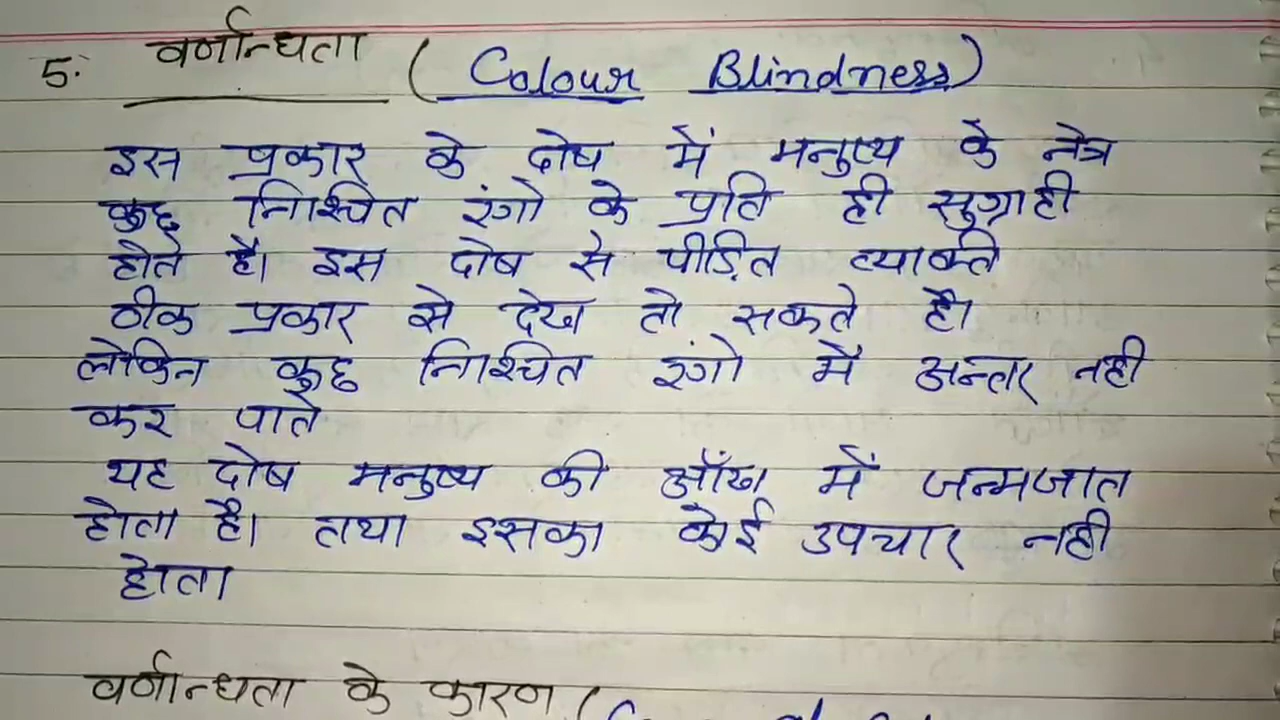 5. वर्णान्धता ( Colour Blindness)
इस प्रकार के दोष में मनुष्य के नेत्र
कुछ निश्चित रंगो के प्रति ही सुग्राही
होते है। इस दोष से पीड़ित व्यक्ति
ठीक प्रकार से देख तो सकते है।
लेकिन कुछ निश्चित रंगो में अन्तर नही
कर पाते
यह दोष मनुष्य की आँख में जन्मजात
होता है। तथा इसका कोई उपचार नही
होता
वर्णान्धता के कारण (